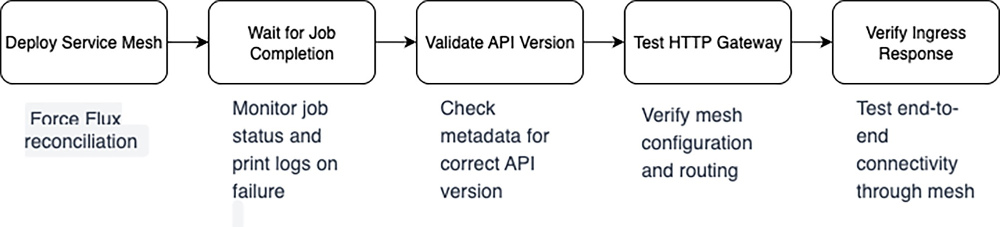 Deploy Service Mesh
Wait for Job
Completion
Validate API Version
Test HTTP Gateway
Verify Ingress
Response
Force Flux
reconciliation
Monitor job
status and
print logs on
failure
Check
metadata for
correct API
version
Verify mesh
configuration
and routing
Test end-to-
end
connectivity
through mesh